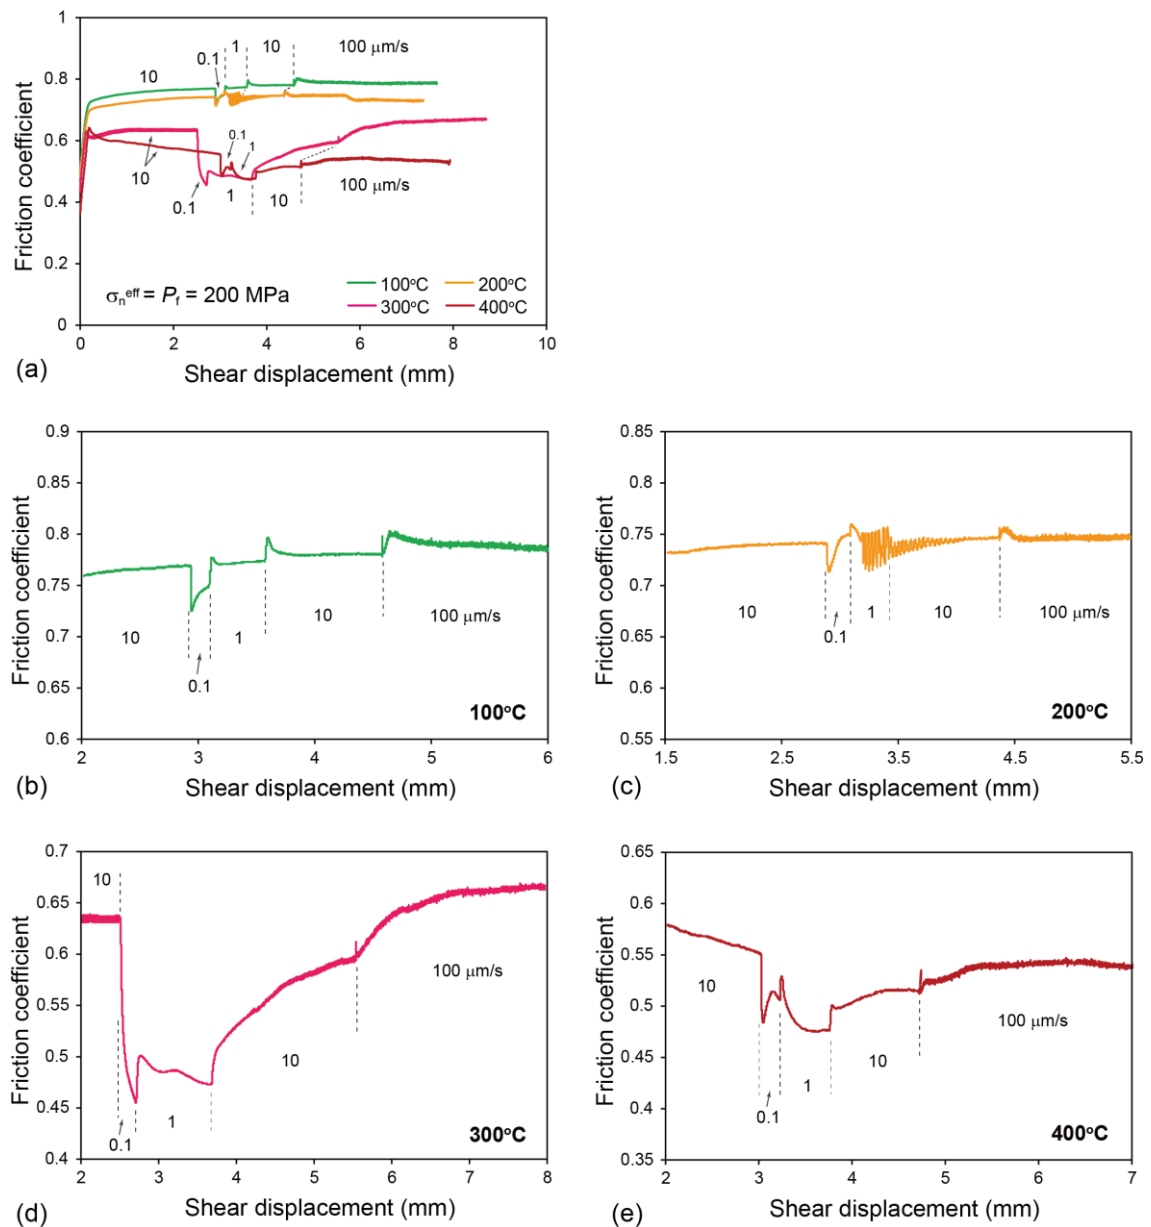 1
0.8
0.6
0.4
0.2
0
0 2 4 6 8 10
Friction coefficient
Shear displacement (mm)
10
0.1
1
10
100 μm/s
10
0.1
0.1
1
1
10
100 μm/s
σₙᵉᶠᶠ = Pf = 200 MPa
100°C
200°C
300°C
400°C
(a)
0.9
0.85
0.8
0.75
0.7
0.65
0.6
2 3 4 5 6
Friction coefficient
Shear displacement (mm)
10
0.1
1
10
100 μm/s
100°C
(b)
0.85
0.8
0.75
0.7
0.65
0.6
0.55
1.5 2.5 3.5 4.5 5.5
Friction coefficient
Shear displacement (mm)
10
0.1
1
10
100 μm/s
200°C
(c)
0.7
0.65
0.6
0.55
0.5
0.45
0.4
2 3 4 5 6 7 8
Friction coefficient
Shear displacement (mm)
10
0.1
1
10
100 μm/s
300°C
(d)
0.65
0.6
0.55
0.5
0.45
0.4
0.35
2 3 4 5 6 7
Friction coefficient
Shear displacement (mm)
10
0.1
1
10
100 μm/s
400°C
(e)